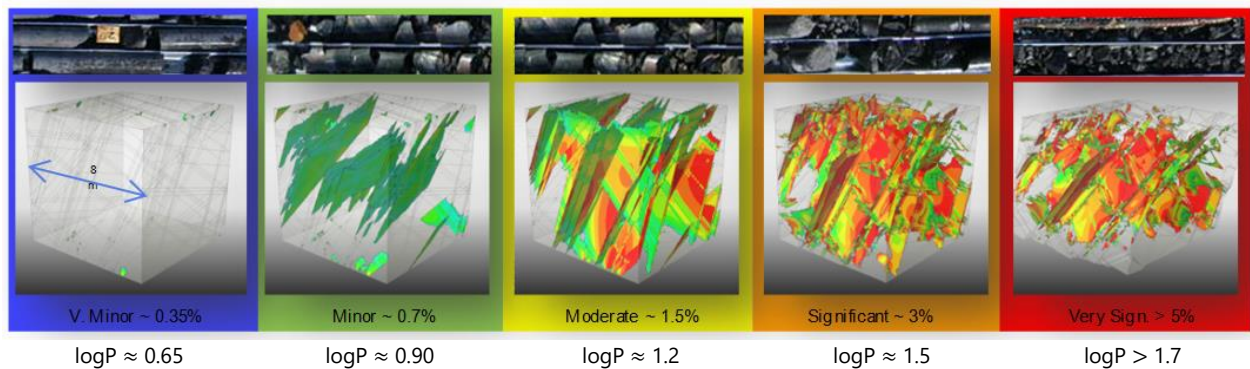 8
m
V. Minor ~ 0.35%
Minor ~ 0.7%
Moderate ~ 1.5%
Significant ~ 3%
Very Sign. > 5%
logP ≈ 0.65
logP ≈ 0.90
logP ≈ 1.2
logP ≈ 1.5
logP > 1.7